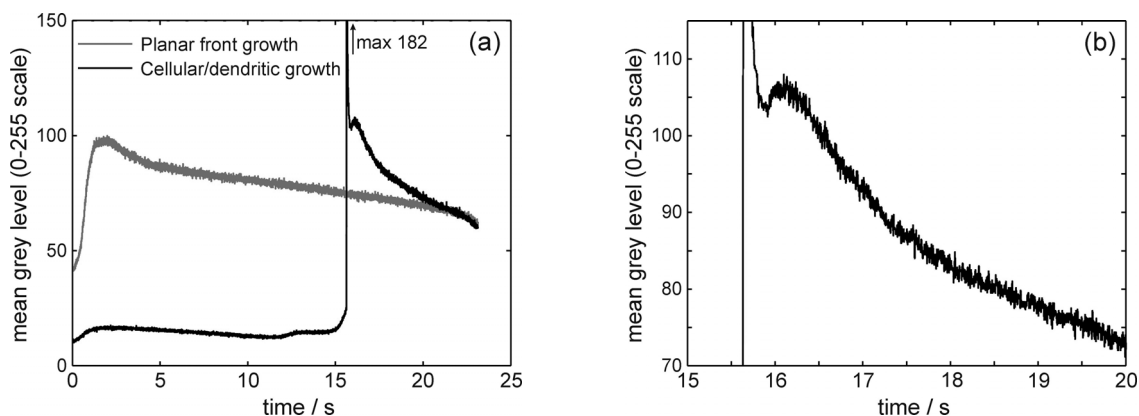 150
100
50
0
mean grey level (0-255 scale)
Planar front growth
Cellular/dendritic growth
max 182
(a)
0 5 10 15 20 25
time / s
110
100
90
80
70
mean grey level (0-255 scale)
(b)
15 16 17 18 19 20
time / s